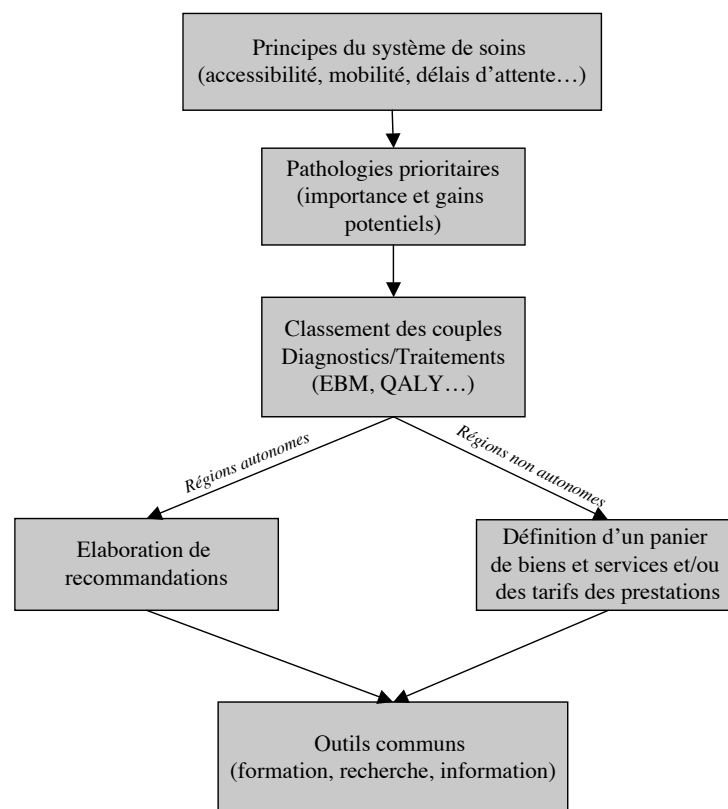 Principes du système de soins
(accessibilité, mobilité, délais d’attente…)
Pathologies prioritaires
(importance et gains
potentiels)
Classement des couples
Diagnostics/Traitements
(EBM, QALY…)
Régions autonomes
Régions non autonomes
Elaboration de
recommandations
Définition d’un panier
de biens et services et/ou
des tarifs des prestations
Outils communs
(formation, recherche, information)